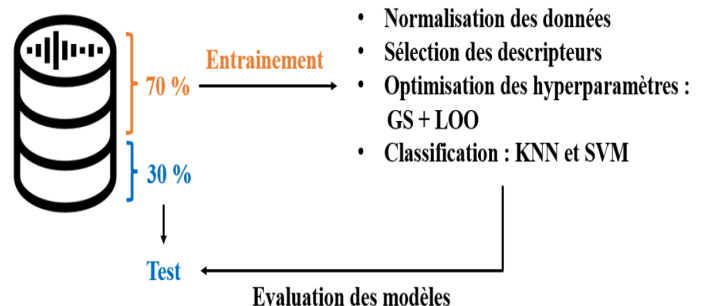 • Normalisation des données
• Sélection des descripteurs
• Optimisation des hyperparamètres :
GS + LOO
• Classification : KNN et SVM
Entrainement
70 %
30 %
Test
Evaluation des modèles